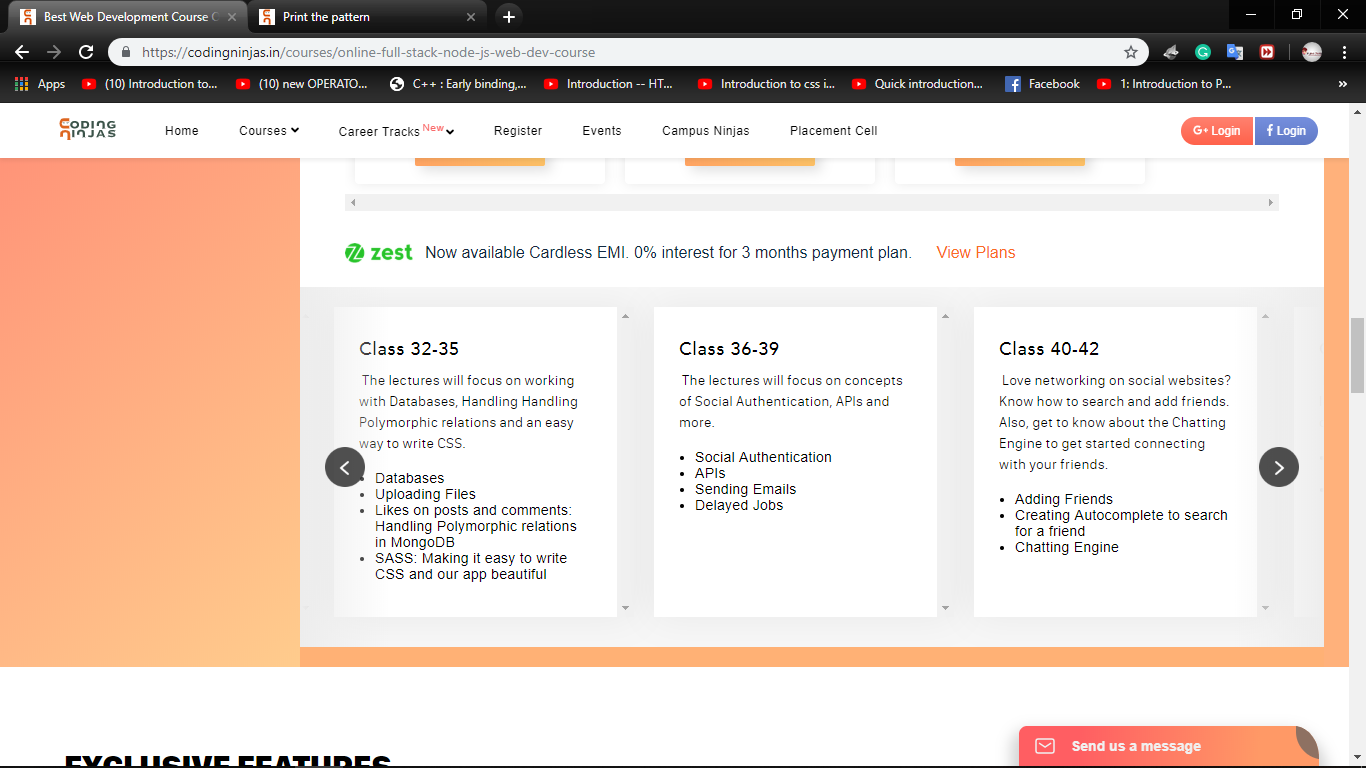 Best Web Development Course C
Print the pattern
https://codingninjas.in/courses/online-full-stack-node-js-web-dev-course
Apps
(10) Introduction to...
(10) new OPERATO...
C++ : Early binding,...
Introduction -- HT...
Introduction to css i...
Quick introduction...
Facebook
1: Introduction to P...
CODING
NINJAS
Home
Courses
Career Tracks New
Register
Events
Campus Ninjas
Placement Cell
G+ Login
f Login
zest Now available Cardless EMI. 0% interest for 3 months payment plan. View Plans
Class 32-35
The lectures will focus on working
with Databases, Handling Handling
Polymorphic relations and an easy
way to write CSS.
• Databases
• Uploading Files
• Likes on posts and comments:
Handling Polymorphic relations
in MongoDB
• SASS: Making it easy to write
CSS and our app beautiful
Class 36-39
The lectures will focus on concepts
of Social Authentication, APIs and
more.
• Social Authentication
• APIs
• Sending Emails
• Delayed Jobs
Class 40-42
Love networking on social websites?
Know how to search and add friends.
Also, get to know about the Chatting
Engine to get started connecting
with your friends.
• Adding Friends
• Creating Autocomplete to search
for a friend
• Chatting Engine
EXCLUSIVE FEATURES
Send us a message